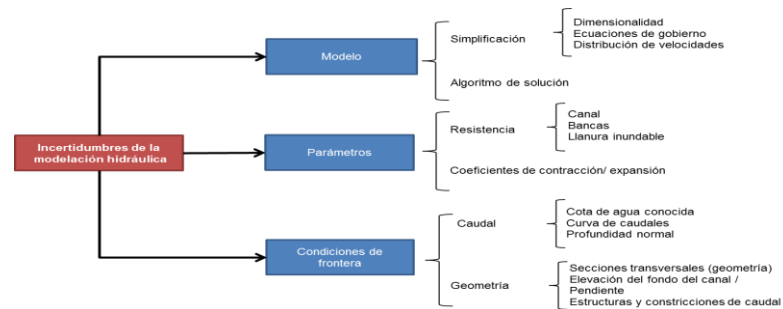 Incertidumbres de la
modelación hidráulica
Modelo
Simplificación
Dimensionalidad
Ecuaciones de gobierno
Distribución de velocidades
Algoritmo de solución
Parámetros
Resistencia
Canal
Bancas
Llanura inundable
Coeficientes de contracción/ expansión
Condiciones de
frontera
Caudal
Cota de agua conocida
Curva de caudales
Profundidad normal
Geometría
Secciones transversales (geometría)
Elevación del fondo del canal /
Pendiente
Estructuras y constricciones de caudal